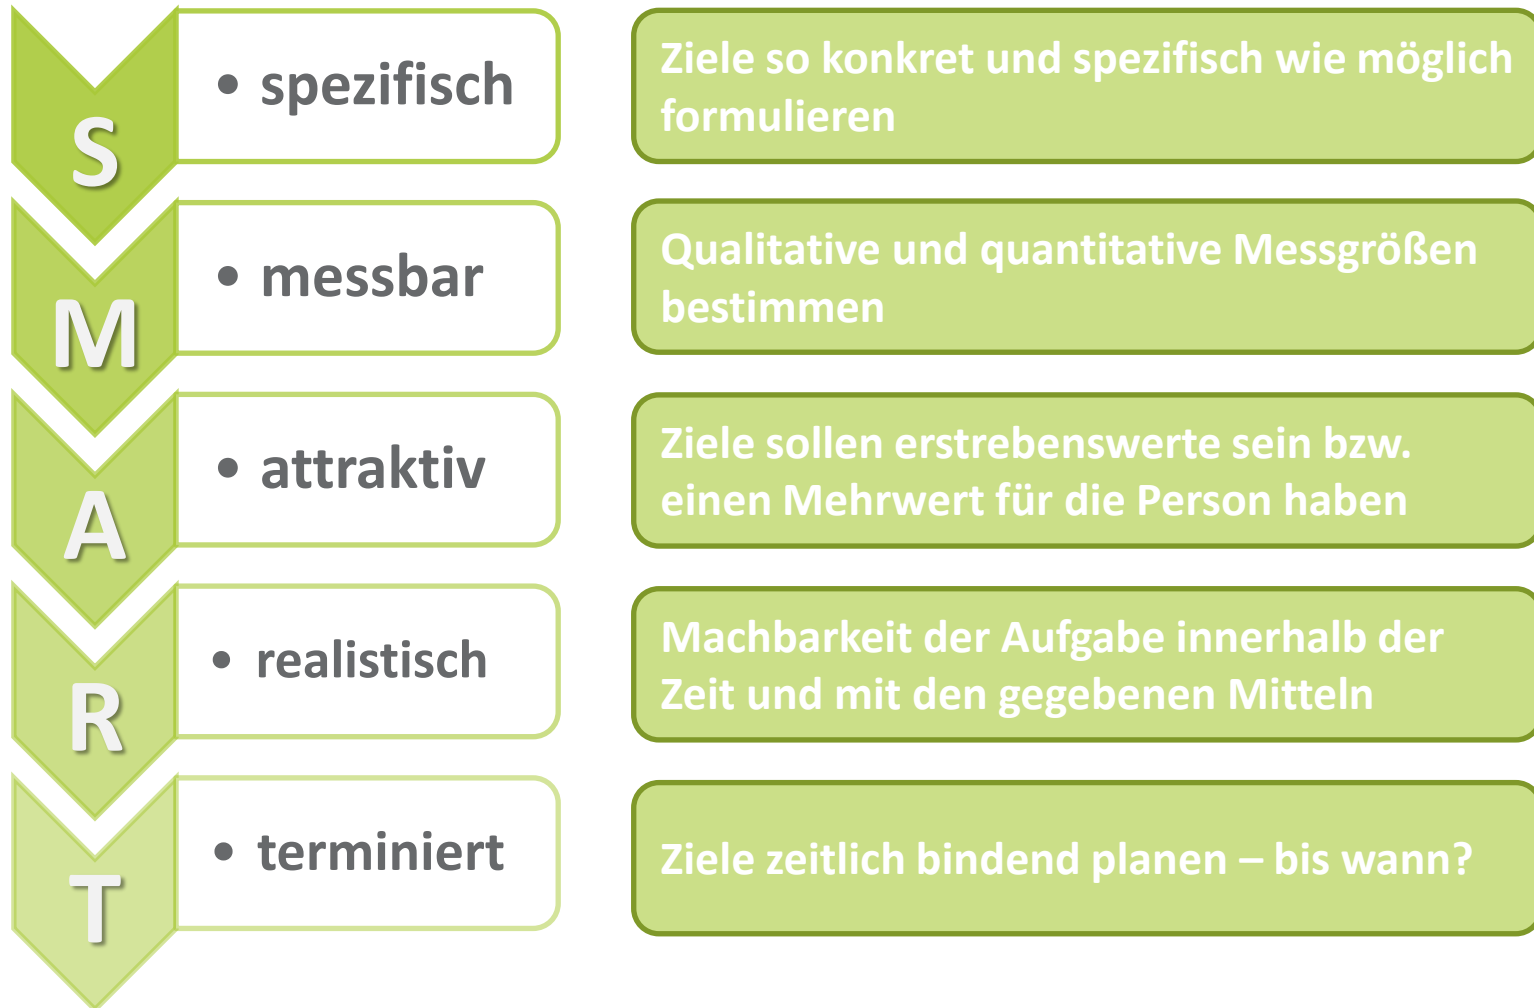 S
• spezifisch
Ziele so konkret und spezifisch wie möglich
formulieren
M
• messbar
Qualitative und quantitative Messgrößen
bestimmen
A
• attraktiv
Ziele sollen erstrebenswerte sein bzw.
einen Mehrwert für die Person haben
R
• realistisch
Machbarkeit der Aufgabe innerhalb der
Zeit und mit den gegebenen Mitteln
T
• terminiert
Ziele zeitlich bindend planen – bis wann?